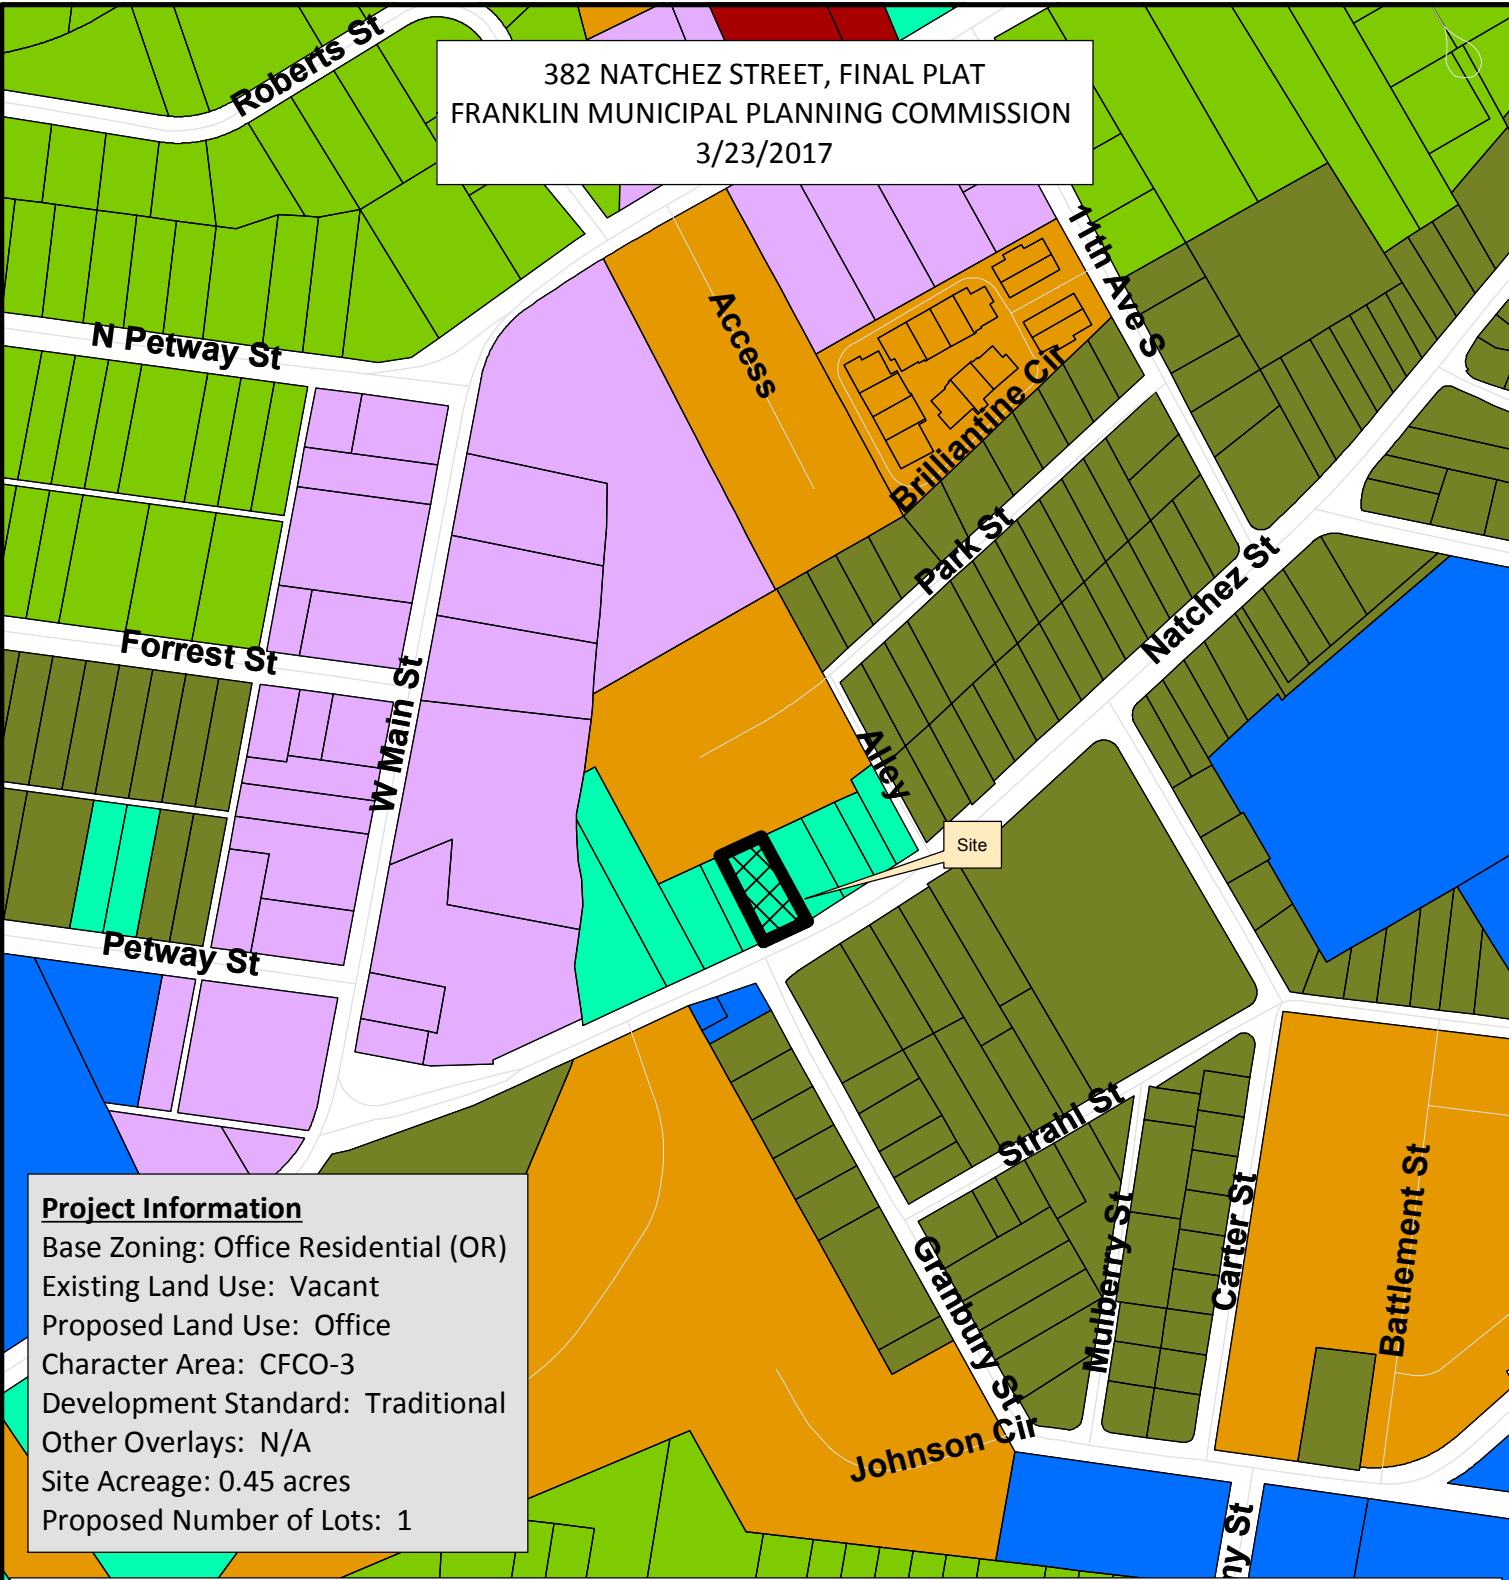 382 NATCHEZ STREET, FINAL PLAT
FRANKLIN MUNICIPAL PLANNING COMMISSION
3/23/2017
Roberts St
11th Ave S
Access
N Petway St
Brilliantine Cir
Park St
Natchez St
Forrest St
W Main St
Alley
Site
Petway St
Strahl St
Mulberry St
Carter St
Battlement St
Granbury St
Johnson Cir
ny St
Project Information
Base Zoning: Office Residential (OR)
Existing Land Use: Vacant
Proposed Land Use: Office
Character Area: CFCO-3
Development Standard: Traditional
Other Overlays: N/A
Site Acreage: 0.45 acres
Proposed Number of Lots: 1